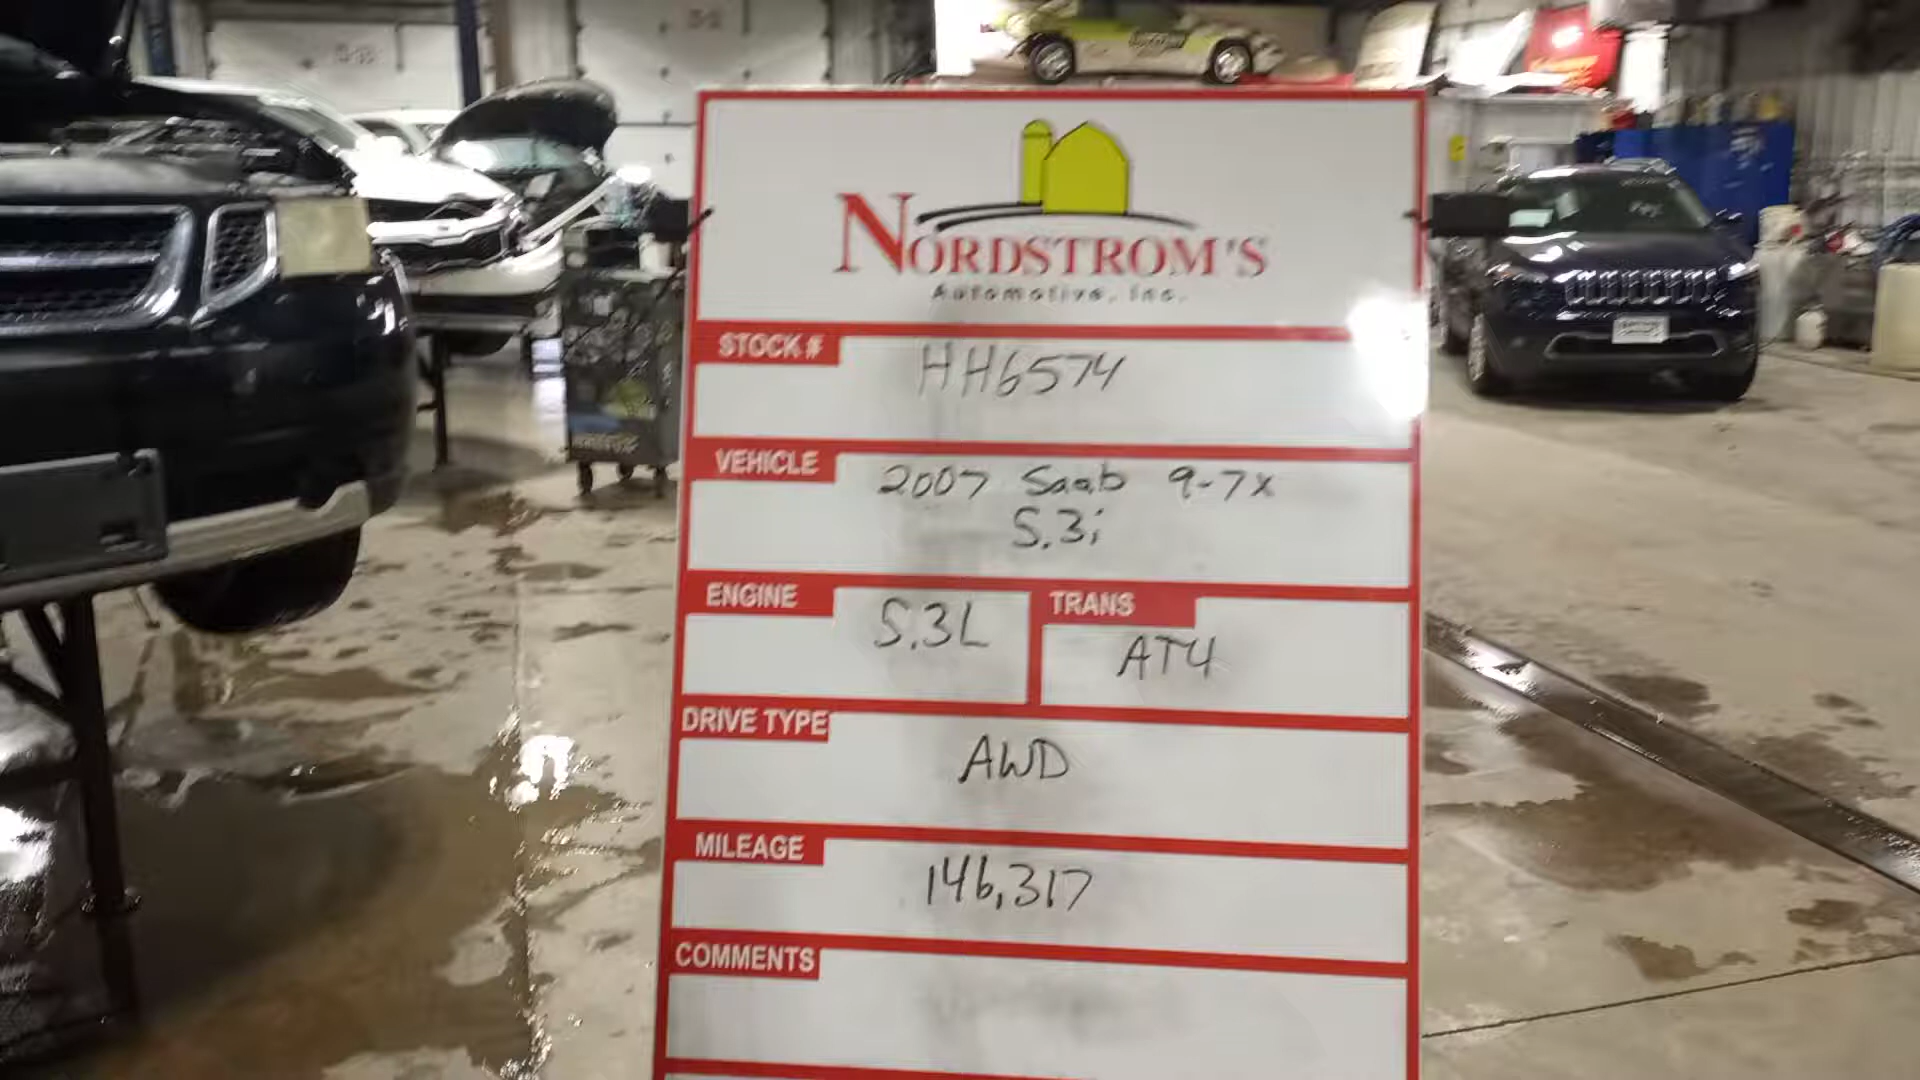 NORDSTROM'S
Automotive, Inc.
STOCK #
HH6574
VEHICLE
2007 Saab 9-7x
5.3i
ENGINE
5.3L
TRANS
AT4
DRIVE TYPE
AWD
MILEAGE
146,317
COMMENTS